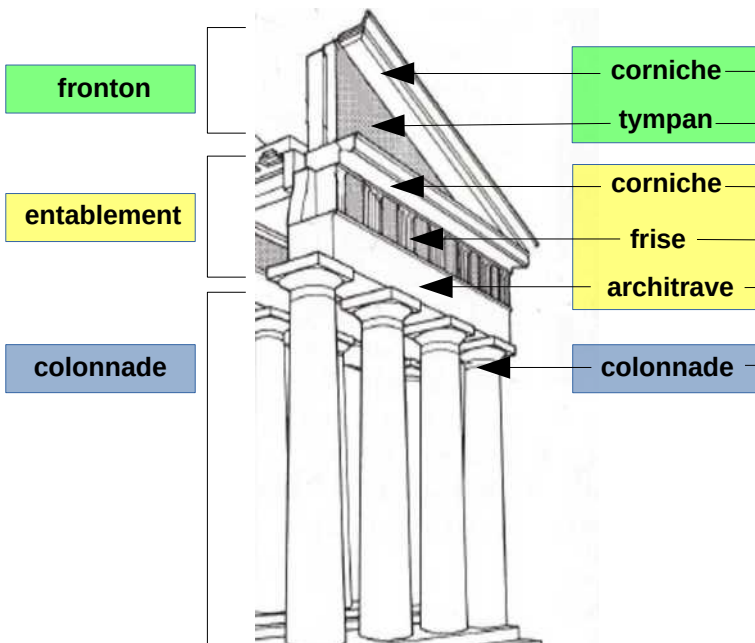 fronton
corniche
tympan
entablement
corniche
frise
architrave
colonnade
colonnade